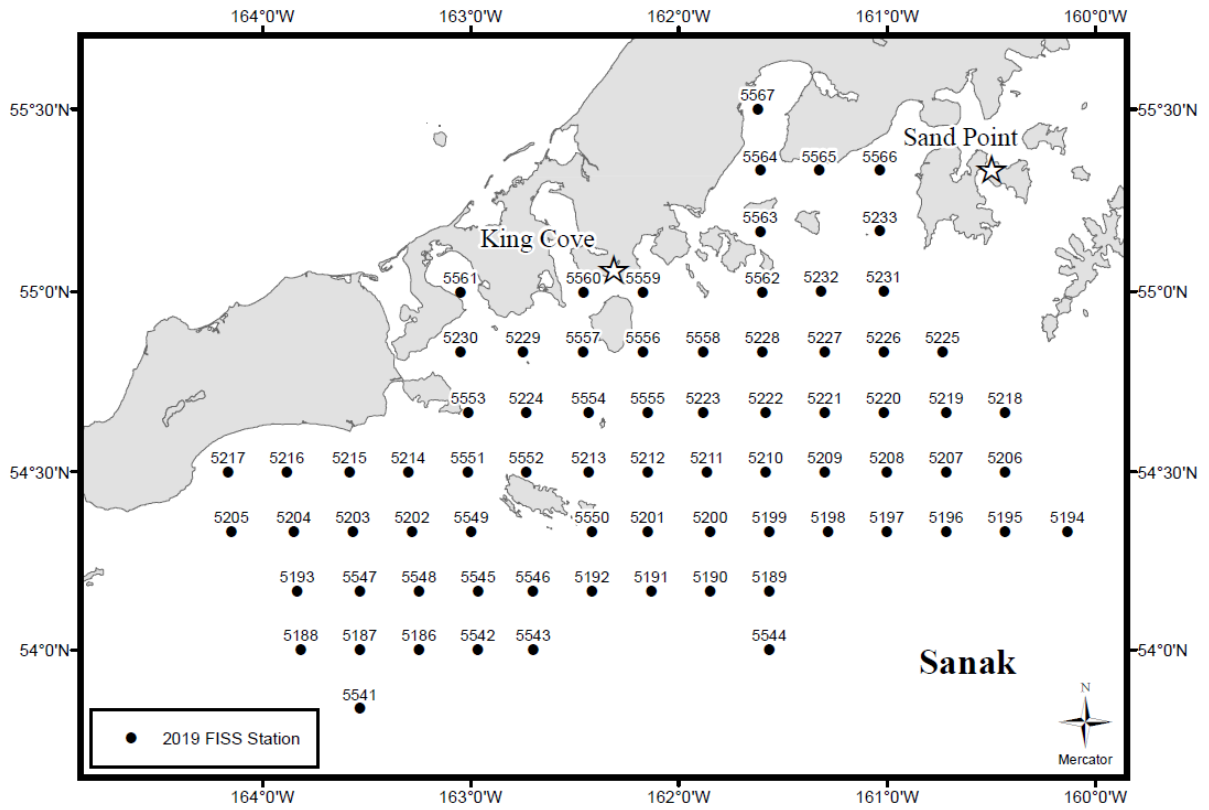 164°0'W 163°0'W 162°0'W 161°0'W 160°0'W
55°30'N 55°30'N
5567
Sand Point
5564 5565 5566
5563 5233
King Cove
5561 5560 5559 5562 5232 5231
55°0'N 55°0'N
5230 5229 5557 5556 5558 5228 5227 5226 5225
5553 5224 5554 5555 5223 5222 5221 5220 5219 5218
5217 5216 5215 5214 5551 5552 5213 5212 5211 5210 5209 5208 5207 5206
54°30'N 54°30'N
5205 5204 5203 5202 5549 5550 5201 5200 5199 5198 5197 5196 5195 5194
5193 5547 5548 5545 5546 5192 5191 5190 5189
5188 5187 5186 5542 5543 5544
54°0'N 54°0'N
Sanak
5541
N
2019 FISS Station
Mercator
164°0'W 163°0'W 162°0'W 161°0'W 160°0'W